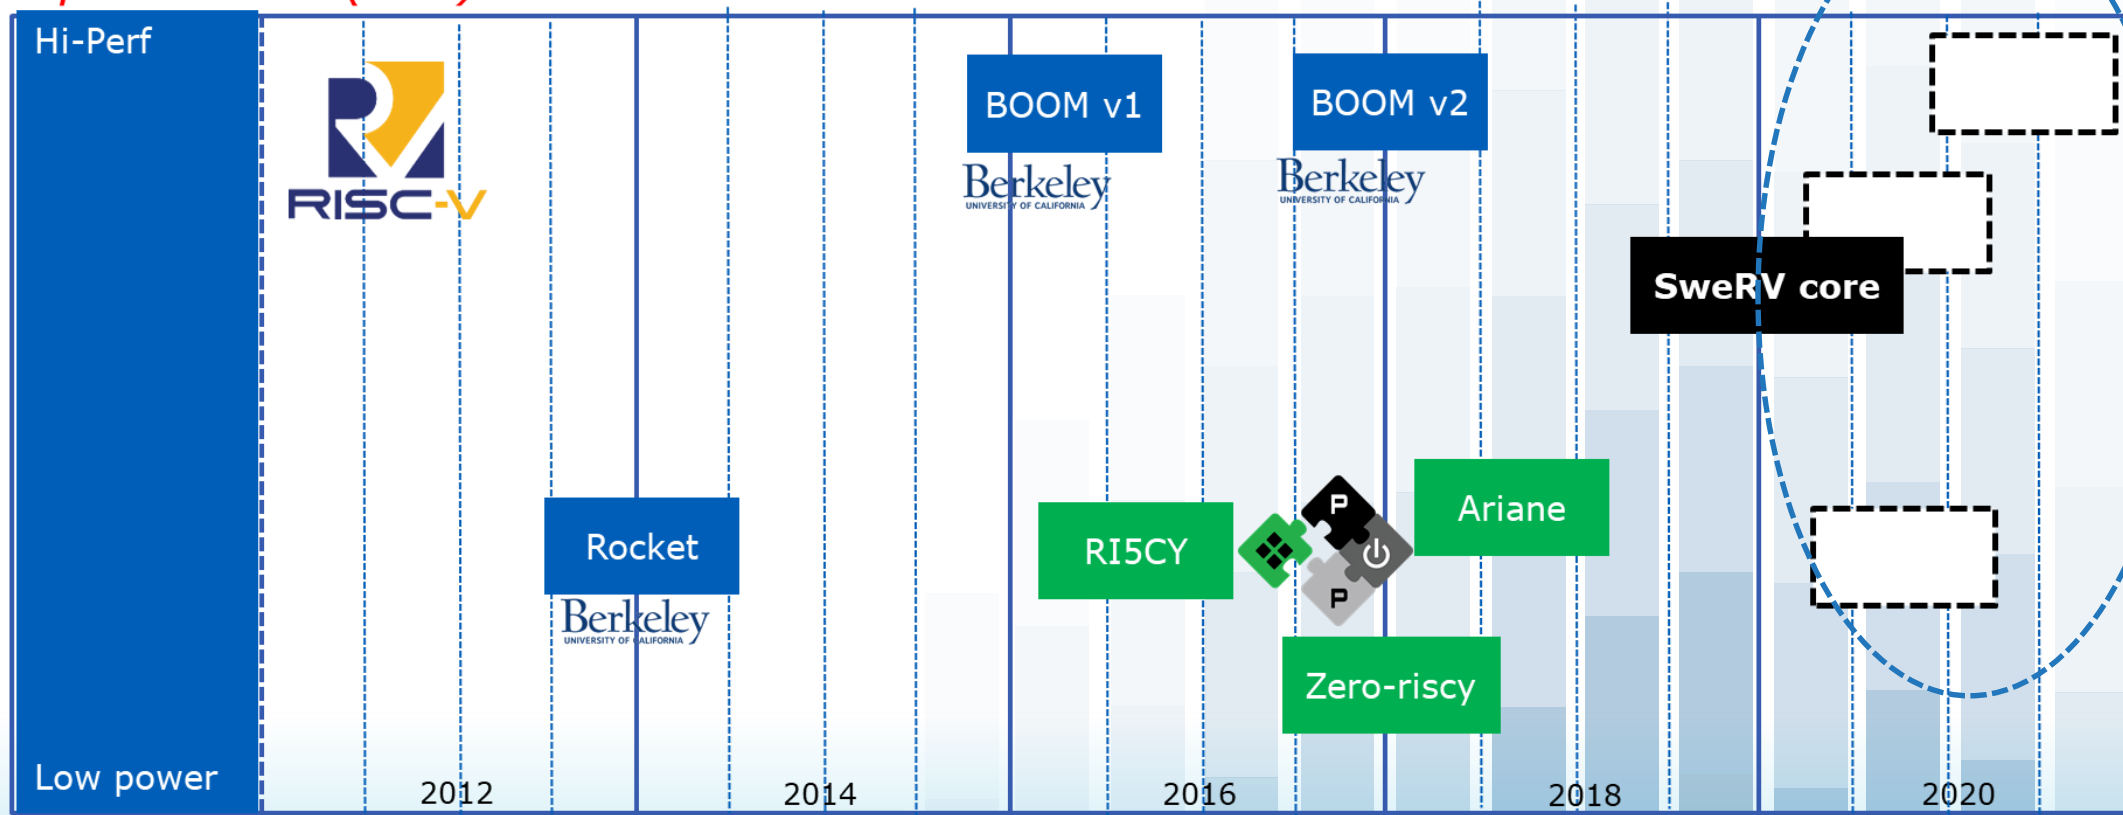 Hi-Perf
RISC-V
BOOM v1
Berkeley
UNIVERSITY OF CALIFORNIA
BOOM v2
Berkeley
UNIVERSITY OF CALIFORNIA
SweRV core
Rocket
Berkeley
UNIVERSITY OF CALIFORNIA
RI5CY
P
P
Ariane
Zero-riscy
Low power
2012
2014
2016
2018
2020